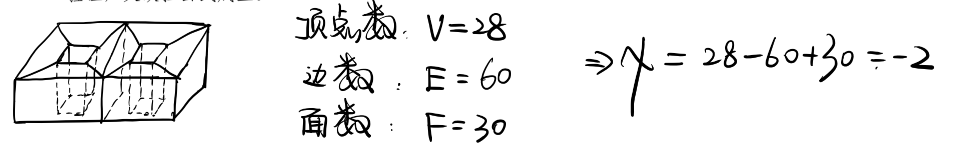 顶点数: V=28
边数: E=60
面数: F=30
⇒ χ = 28-60+30 = -2